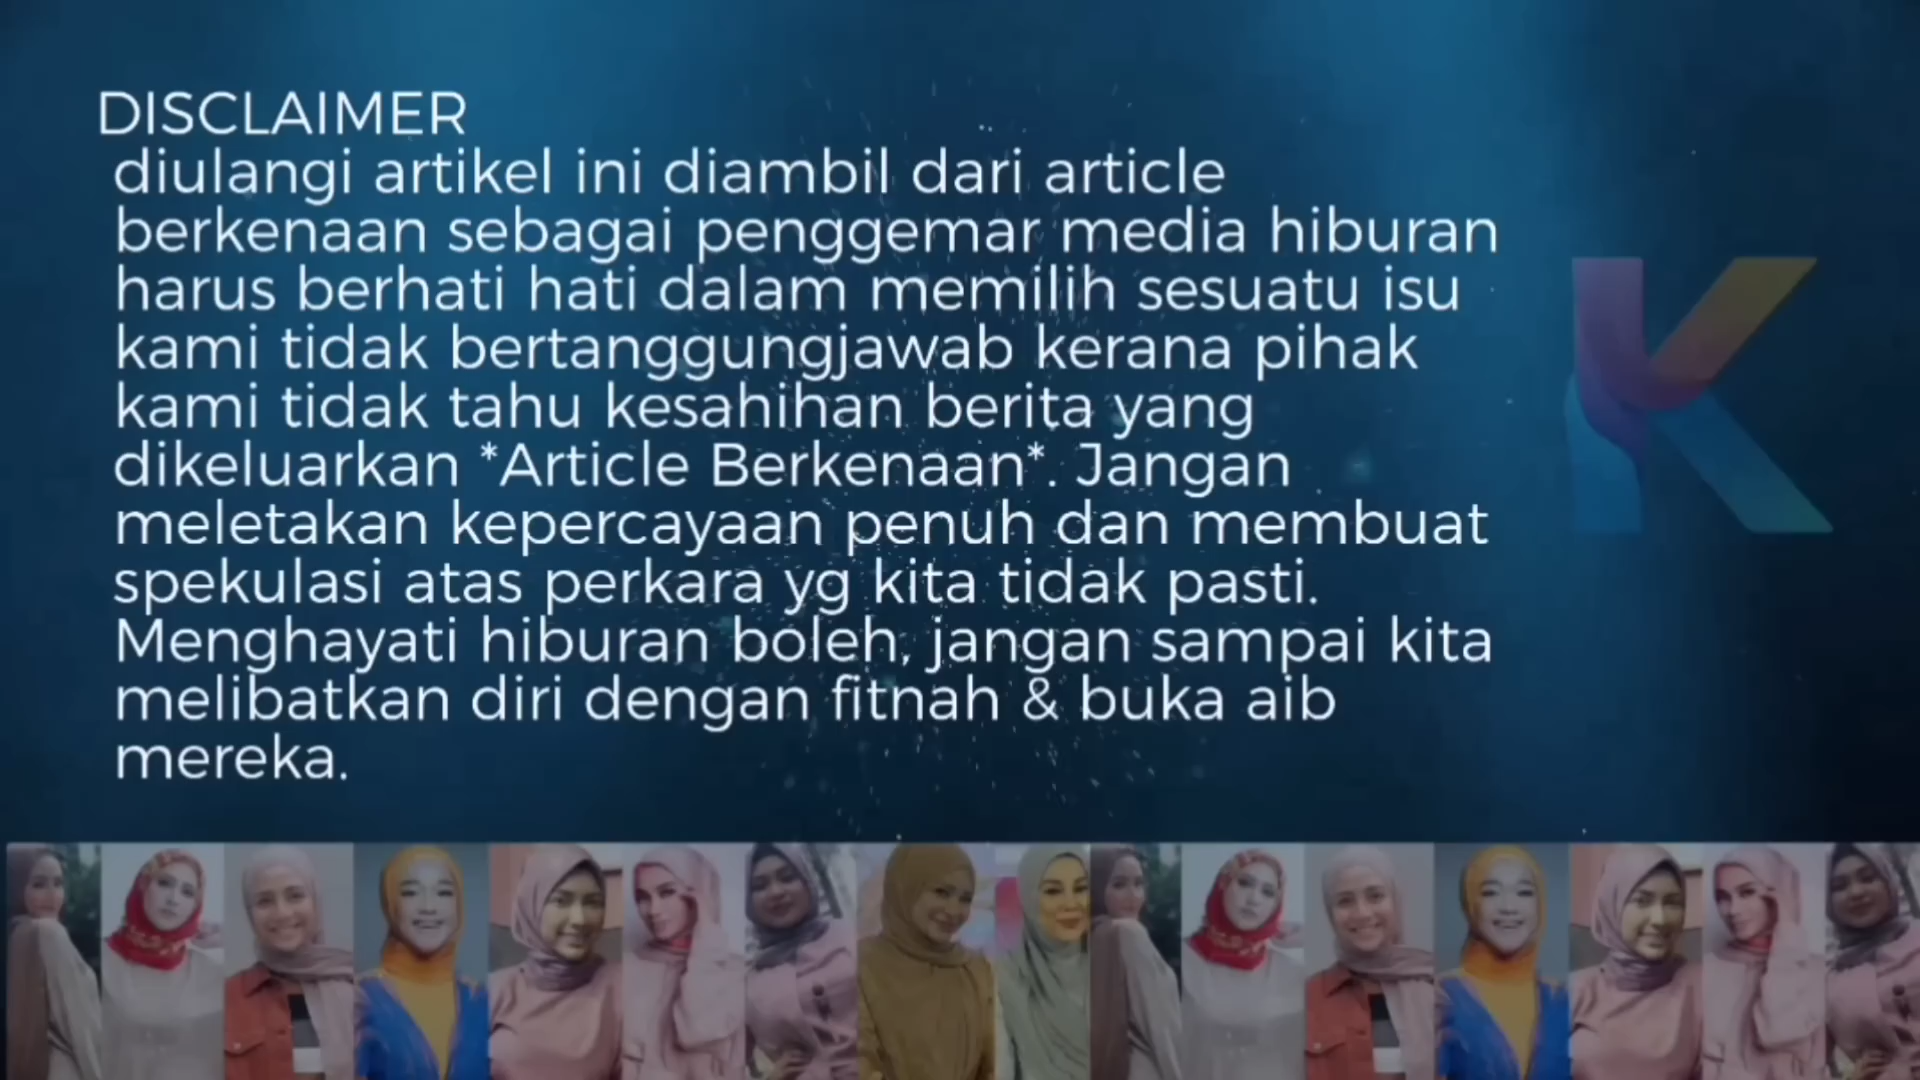 DISCLAIMER
diulangi artikel ini diambil dari article
berkenaan sebagai penggemar media hiburan
harus berhati hati dalam memilih sesuatu isu
kami tidak bertanggungjawab kerana pihak
kami tidak tahu kesahihan berita yang
dikeluarkan *Article Berkenaan*. Jangan
meletakan kepercayaan penuh dan membuat
spekulasi atas perkara yg kita tidak pasti.
Menghayati hiburan boleh, jangan sampai kita
melibatkan diri dengan fitnah & buka aib
mereka.
K